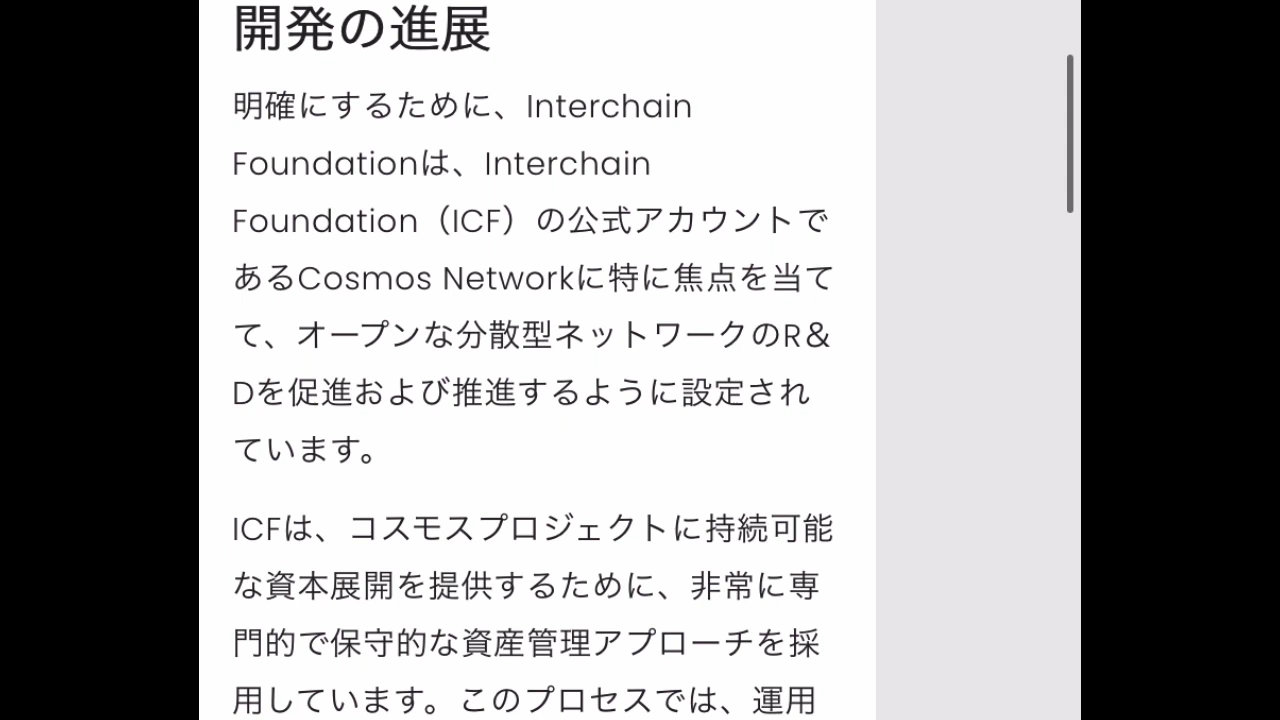 開発の進展
明確にするために、Interchain
Foundationは、Interchain
Foundation（ICF）の公式アカウントで
あるCosmos Networkに特に焦点を当て
て、オープンな分散型ネットワークのR＆
Dを促進および推進するように設定され
ています。
ICFは、コスモスプロジェクトに持続可能
な資本展開を提供するために、非常に専
門的で保守的な資産管理アプローチを採
用しています。このプロセスでは、運用